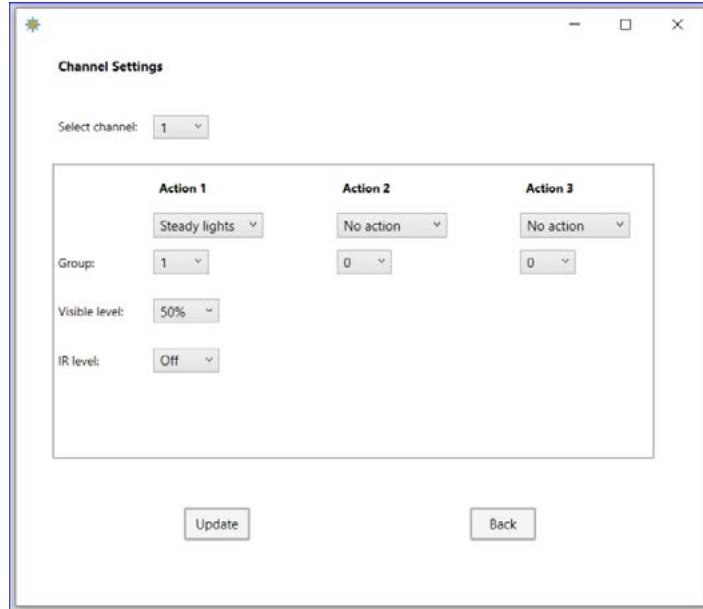 Channel Settings
Select channel: 1
Action 1 Action 2 Action 3
Steady lights No action No action
Group: 1 0 0
Visible level: 50%
IR level: Off
Update Back